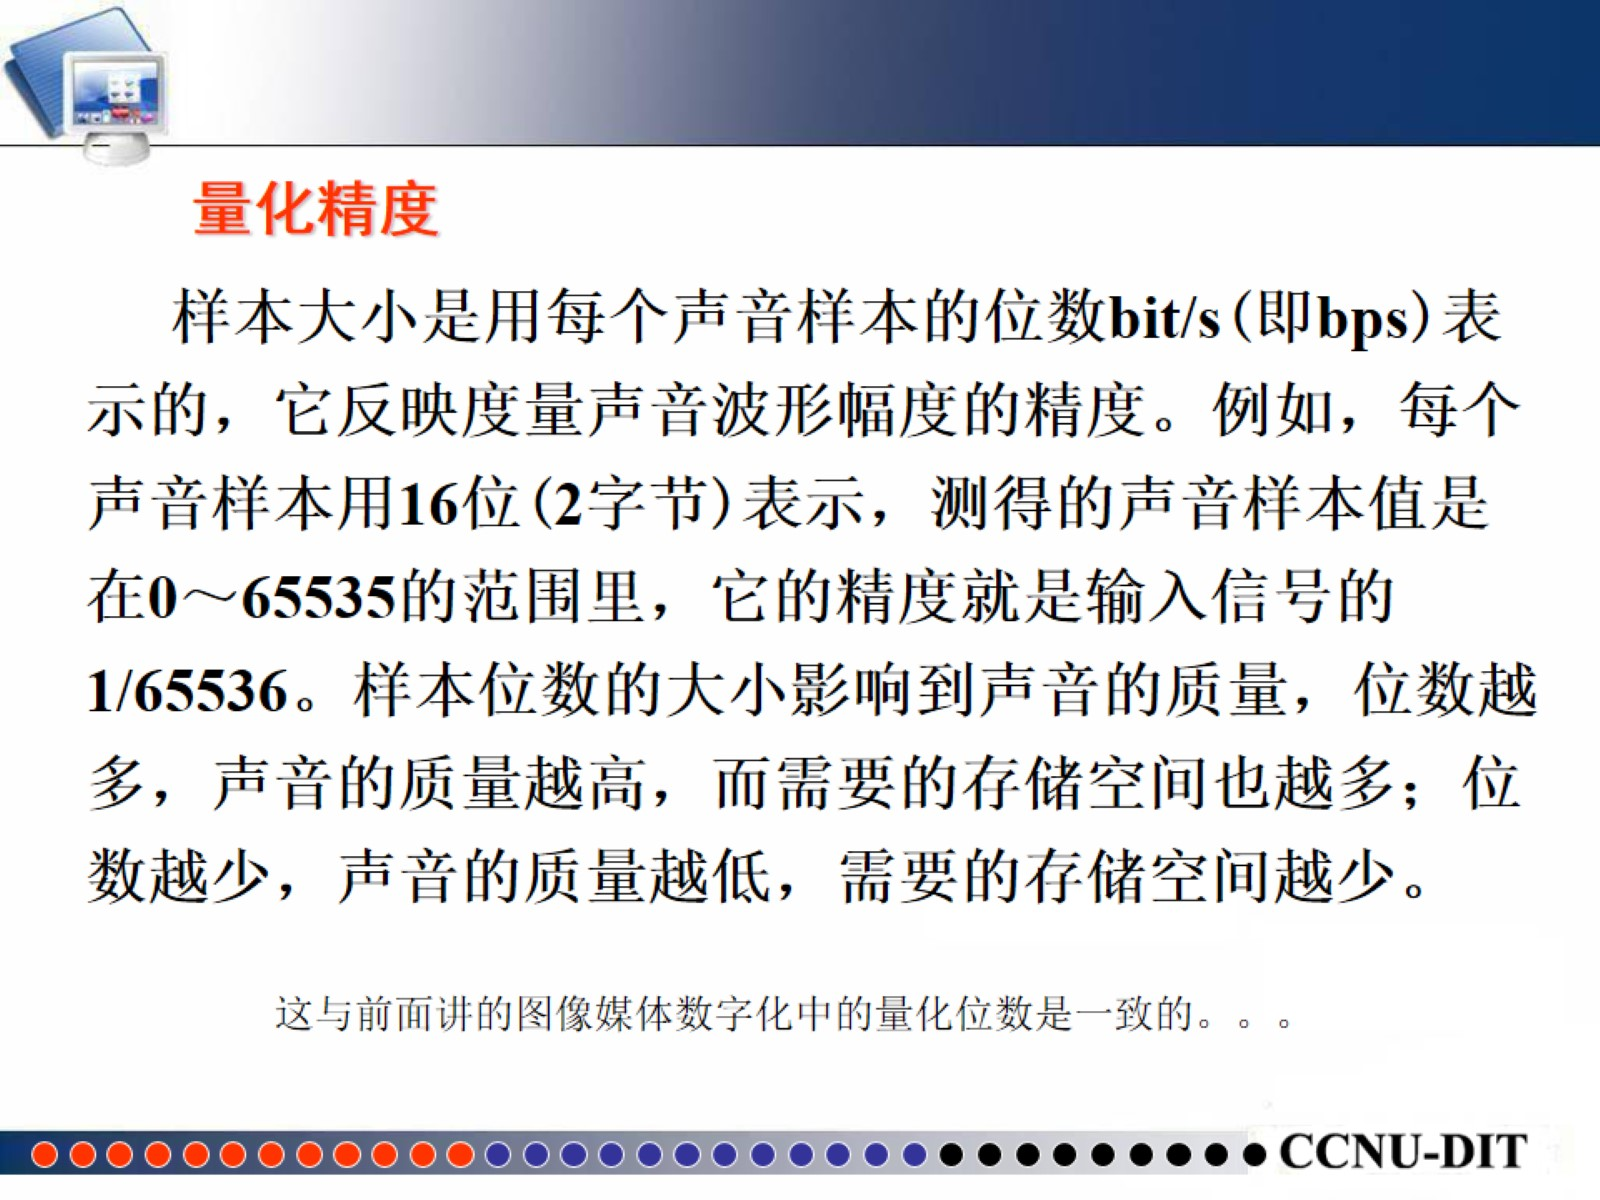 量化精度
样本大小是用每个声音样本的位数bit/s(即bps)表
示的，它反映度量声音波形幅度的精度。例如，每个
声音样本用16位(2字节)表示，测得的声音样本值是
在0～65535的范围里，它的精度就是输入信号的
1/65536。样本位数的大小影响到声音的质量，位数越
多，声音的质量越高，而需要的存储空间也越多；位
数越少，声音的质量越低，需要的存储空间越少。
这与前面讲的图像媒体数字化中的量化位数是一致的。。。
CCNU-DIT